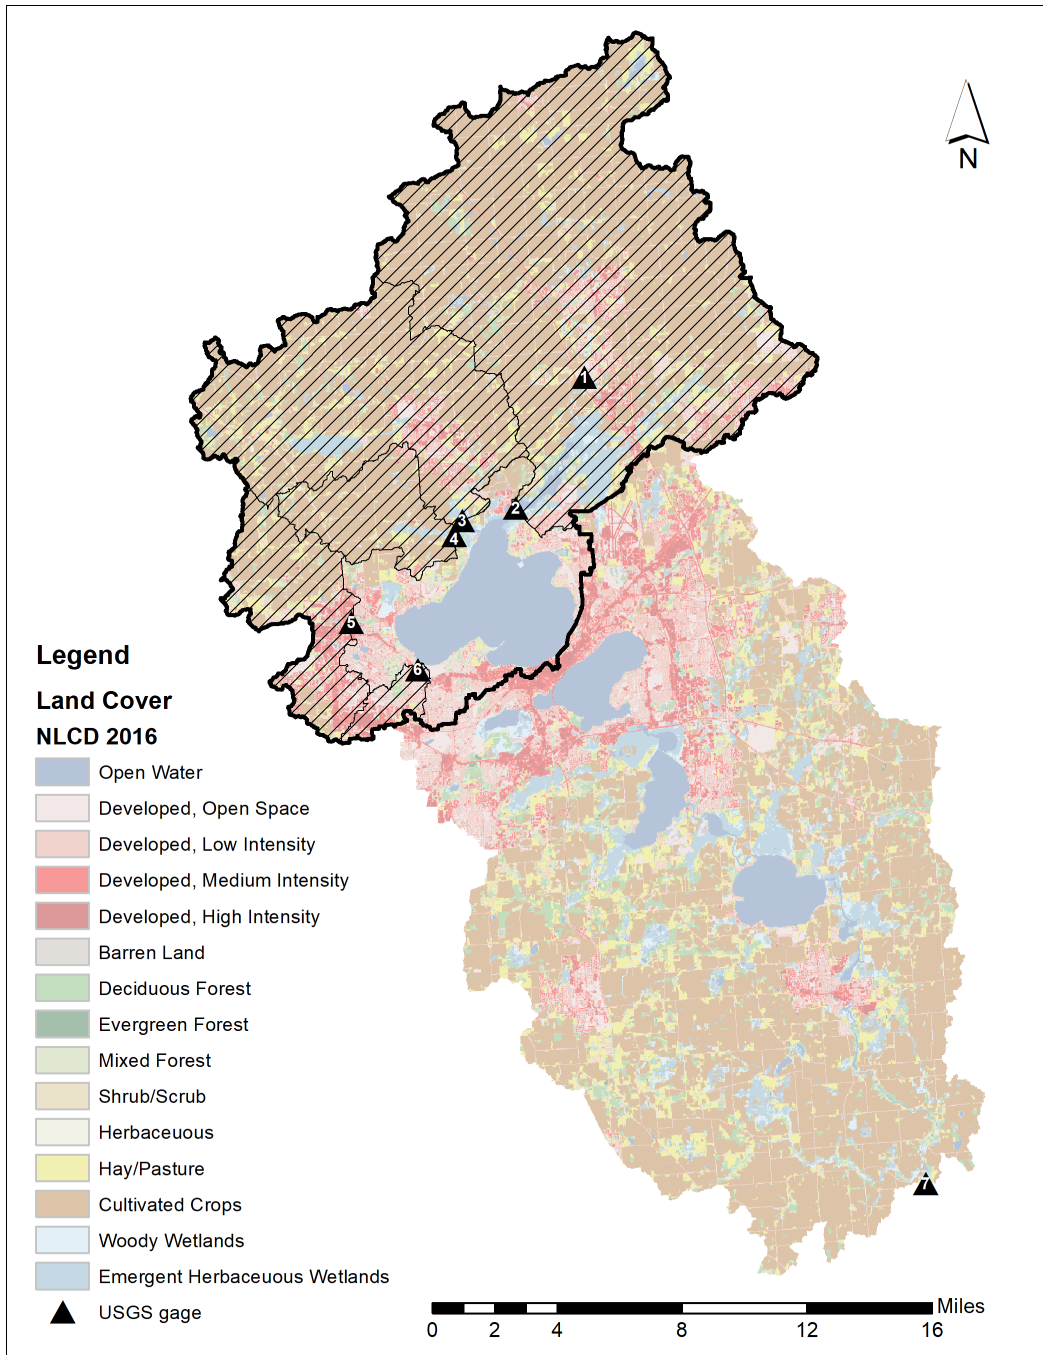 N
1
2
3
4
5
6
7
Legend
Land Cover
NLCD 2016
Open Water
Developed, Open Space
Developed, Low Intensity
Developed, Medium Intensity
Developed, High Intensity
Barren Land
Deciduous Forest
Evergreen Forest
Mixed Forest
Shrub/Scrub
Herbaceuous
Hay/Pasture
Cultivated Crops
Woody Wetlands
Emergent Herbaceuous Wetlands
USGS gage
Miles
0 2 4 8 12 16